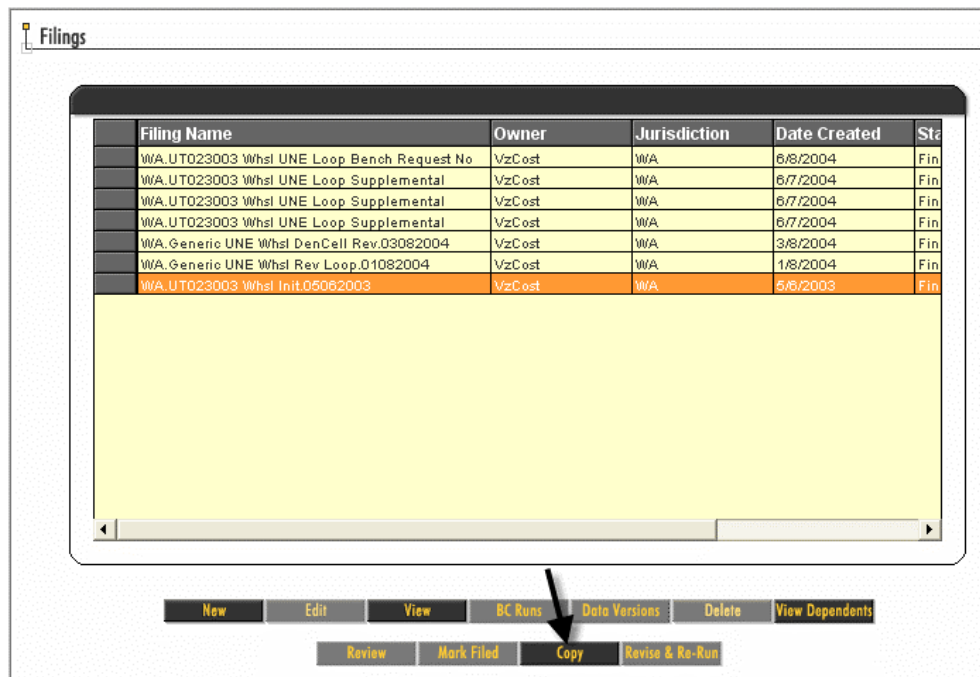 Filings
Filing Name Owner Jurisdiction Date Created Sta
WA.UT023003 Whsl UNE Loop Bench Request No VzCost WA 6/8/2004 Fin
WA.UT023003 Whsl UNE Loop Supplemental VzCost WA 6/7/2004 Fin
WA.UT023003 Whsl UNE Loop Supplemental VzCost WA 6/7/2004 Fin
WA.UT023003 Whsl UNE Loop Supplemental VzCost WA 6/7/2004 Fin
WA.Generic UNE Whsl DenCell Rev.03082004 VzCost WA 3/8/2004 Fin
WA.Generic UNE Whsl Rev Loop.01082004 VzCost WA 1/8/2004 Fin
WA.UT023003 Whsl Init.05062003 VzCost WA 5/6/2003 Fin
New Edit View BC Runs Data Versions Delete View Dependents
Review Mark Filed Copy Revise & Re-Run